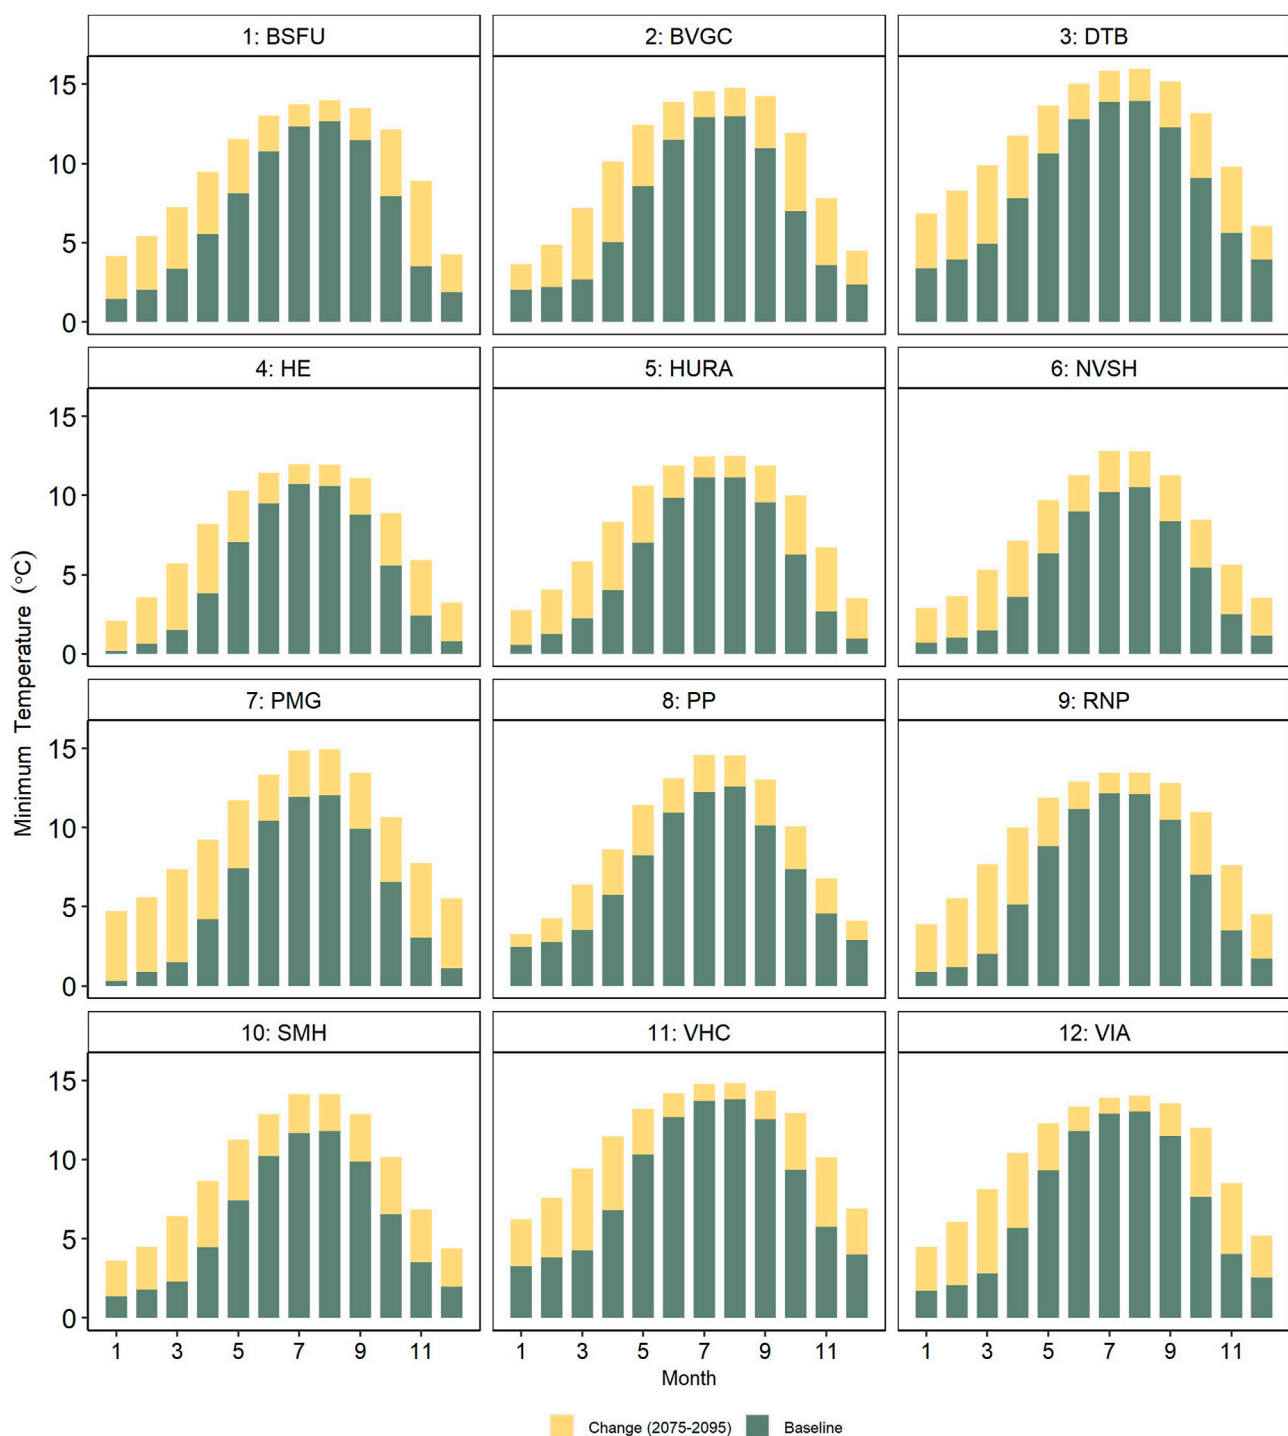 1: BSFU
2: BVGC
3: DTB
15
10
5
0
4: HE
5: HURA
6: NVSH
15
10
5
0
Minimum Temperature (°C)
7: PMG
8: PP
9: RNP
15
10
5
0
10: SMH
11: VHC
12: VIA
15
10
5
0
1 3 5 7 9 11
1 3 5 7 9 11
1 3 5 7 9 11
Month
Change (2075-2095) Baseline